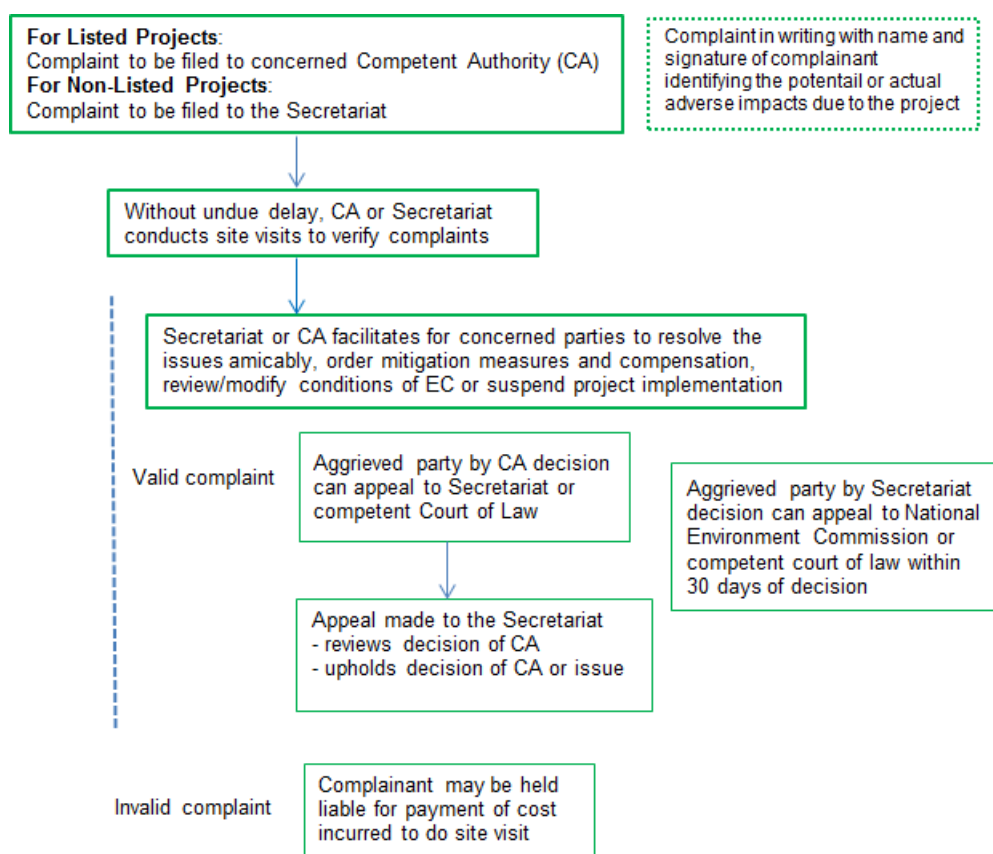 For Listed Projects:
Complaint to be filed to concerned Competent Authority (CA)
For Non-Listed Projects:
Complaint to be filed to the Secretariat
Complaint in writing with name and
signature of complainant
identifying the potentail or actual
adverse impacts due to the project
Without undue delay, CA or Secretariat
conducts site visits to verify complaints
Secretariat or CA facilitates for concerned parties to resolve the
issues amicably, order mitigation measures and compensation,
review/modify conditions of EC or suspend project implementation
Valid complaint
Aggrieved party by CA decision
can appeal to Secretariat or
competent Court of Law
Aggrieved party by Secretariat
decision can appeal to National
Environment Commission or
competent court of law within
30 days of decision
Appeal made to the Secretariat
- reviews decision of CA
- upholds decision of CA or issue
Invalid complaint
Complainant may be held
liable for payment of cost
incurred to do site visit